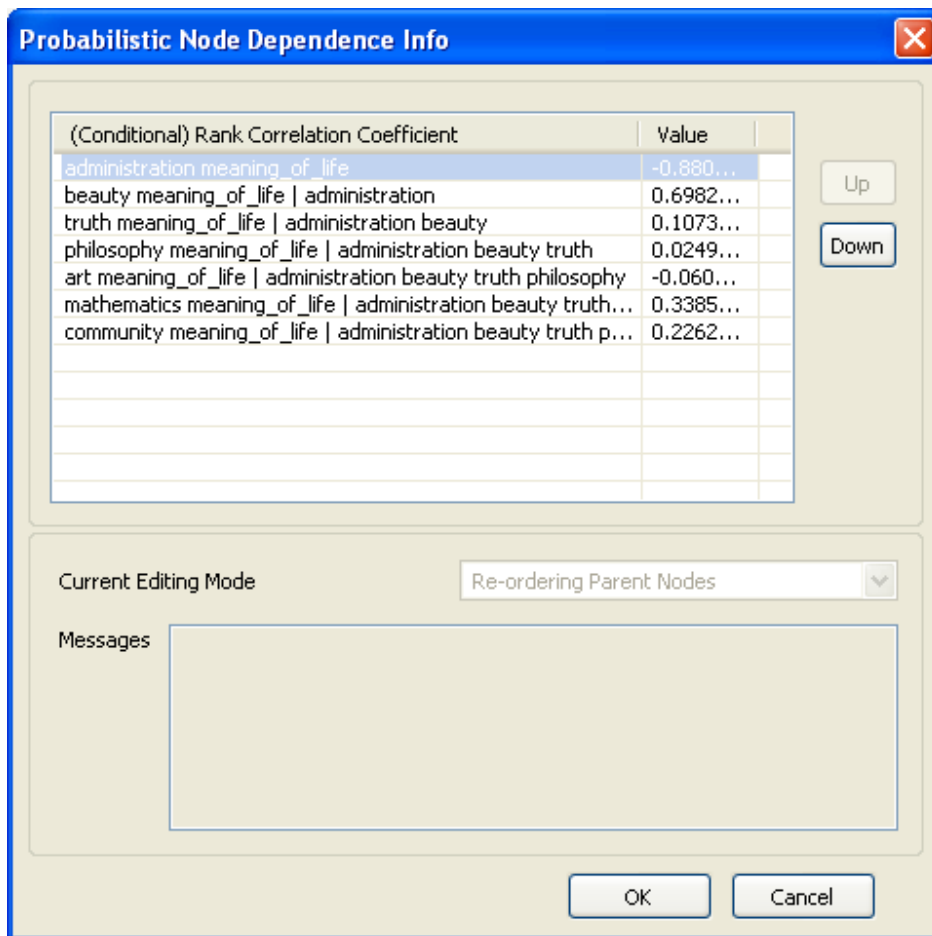 Probabilistic Node Dependence Info
(Conditional) Rank Correlation Coefficient Value
administration meaning_of_life -0.880...
beauty meaning_of_life | administration 0.6982...
truth meaning_of_life | administration beauty 0.1073...
philosophy meaning_of_life | administration beauty truth 0.0249...
art meaning_of_life | administration beauty truth philosophy -0.060...
mathematics meaning_of_life | administration beauty truth... 0.3385...
community meaning_of_life | administration beauty truth p... 0.2262...
Up
Down
Current Editing Mode Re-ordering Parent Nodes
Messages
OK Cancel